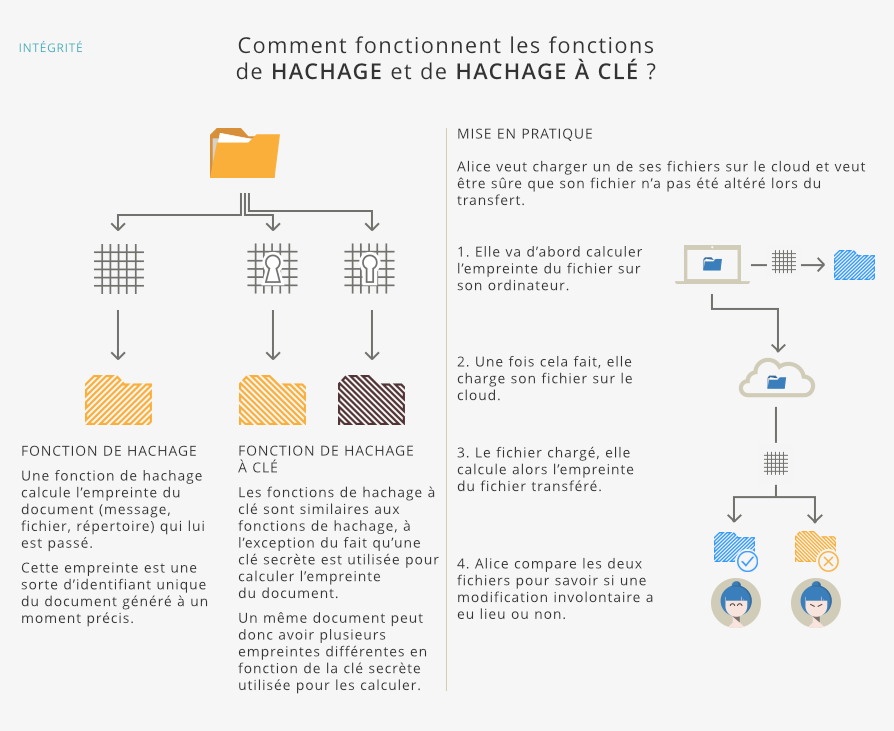 INTÉGRITÉ
Comment fonctionnent les fonctions
de HACHAGE et de HACHAGE À CLÉ ?
FONCTION DE HACHAGE
Une fonction de hachage
calcule l’empreinte du
document (message,
fichier, répertoire) qui lui
est passé.
Cette empreinte est une
sorte d’identifiant unique
du document généré à un
moment précis.
FONCTION DE HACHAGE
À CLÉ
Les fonctions de hachage à
clé sont similaires aux
fonctions de hachage, à
l’exception du fait qu’une
clé secrète est utilisée pour
calculer l’empreinte
du document.
Un même document peut
donc avoir plusieurs
empreintes différentes en
fonction de la clé secrète
utilisée pour les calculer.
MISE EN PRATIQUE
Alice veut charger un de ses fichiers sur le cloud et veut
être sûre que son fichier n’a pas été altéré lors du
transfert.
1. Elle va d’abord calculer
l’empreinte du fichier sur
son ordinateur.
2. Une fois cela fait, elle
charge son fichier sur le
cloud.
3. Le fichier chargé, elle
calcule alors l’empreinte
du fichier transféré.
4. Alice compare les deux
fichiers pour savoir si une
modification involontaire a
eu lieu ou non.